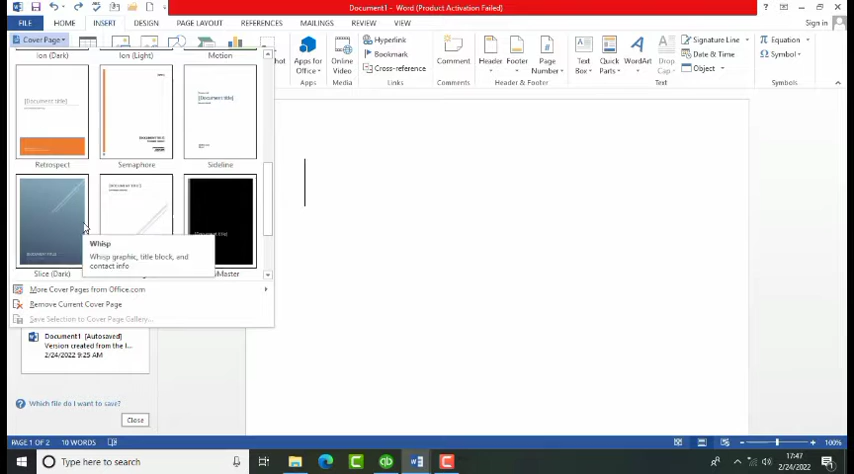 Document1 - Word (Product Activation Failed)
FILE HOME INSERT DESIGN PAGE LAYOUT REFERENCES MAILINGS REVIEW VIEW Sign in
Cover Page
Hyperlink
Bookmark
Cross-reference
Links
Apps for Office
Online Video
Comment
Comments
Header
Footer
Page Number
Header & Footer
Text Box
Quick Parts
WordArt
Drop Cap
Signature Line
Date & Time
Object
Text
Equation
Symbol
Symbols
Ion (Dark) Ion (Light) Motion
[Document title]
[Document title]
Retrospect Semaphore Sideline
Slice (Dark)
Whisp
Whisp graphic, title block, and
contact info
More Cover Pages from Office.com
Remove Current Cover Page
Save Selection to Cover Page Gallery...
Document1 [Autosaved]
Version created from the l...
2/24/2022 9:25 AM
Which file do I want to save?
Close
PAGE 1 OF 2 10 WORDS 100%
Type here to search
17:47
2/24/2022